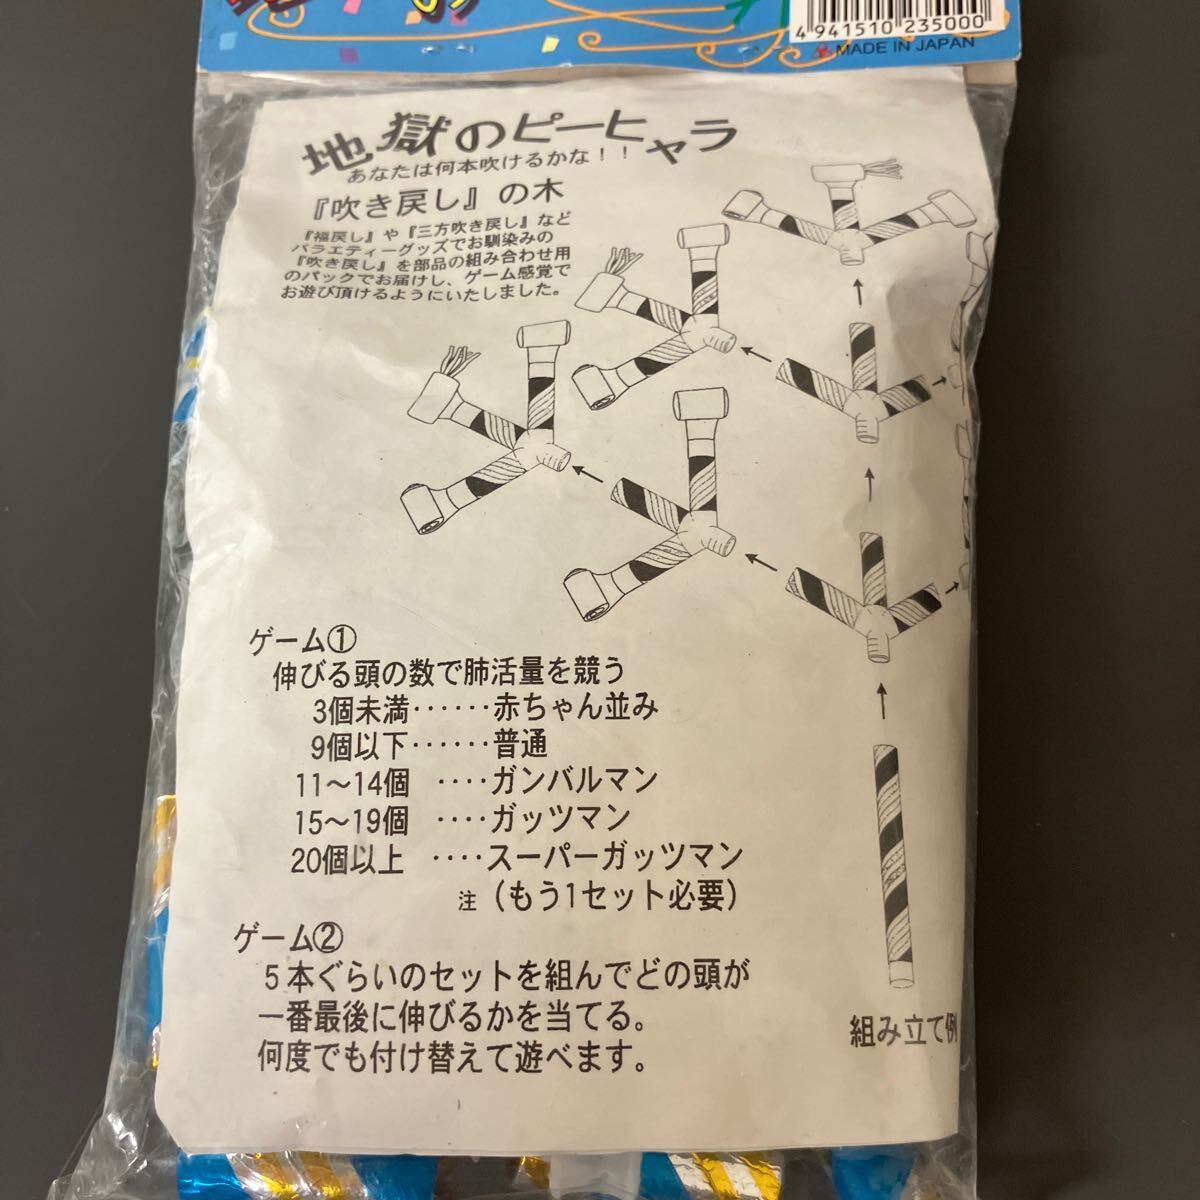 4 941510 235000
MADE IN JAPAN
地獄のピーヒャラ
あなたは何本吹けるかな！！
『吹き戻し』の木
『福戻し』や『三方吹き戻し』など
バラエティーグッズでお馴染みの
『吹き戻し』を部品の組み合わせ用
のパックでお届けし、ゲーム感覚で
お遊び頂けるようにいたしました。
ゲーム①
伸びる頭の数で肺活量を競う
3個未満‥‥‥赤ちゃん並み
9個以下‥‥‥普通
11～14個 ‥‥ガンバルマン
15～19個 ‥‥ガッツマン
20個以上 ‥‥スーパーガッツマン
注（もう1セット必要）
ゲーム②
５本ぐらいのセットを組んでどの頭が
一番最後に伸びるかを当てる。
何度でも付け替えて遊べます。
組み立て例